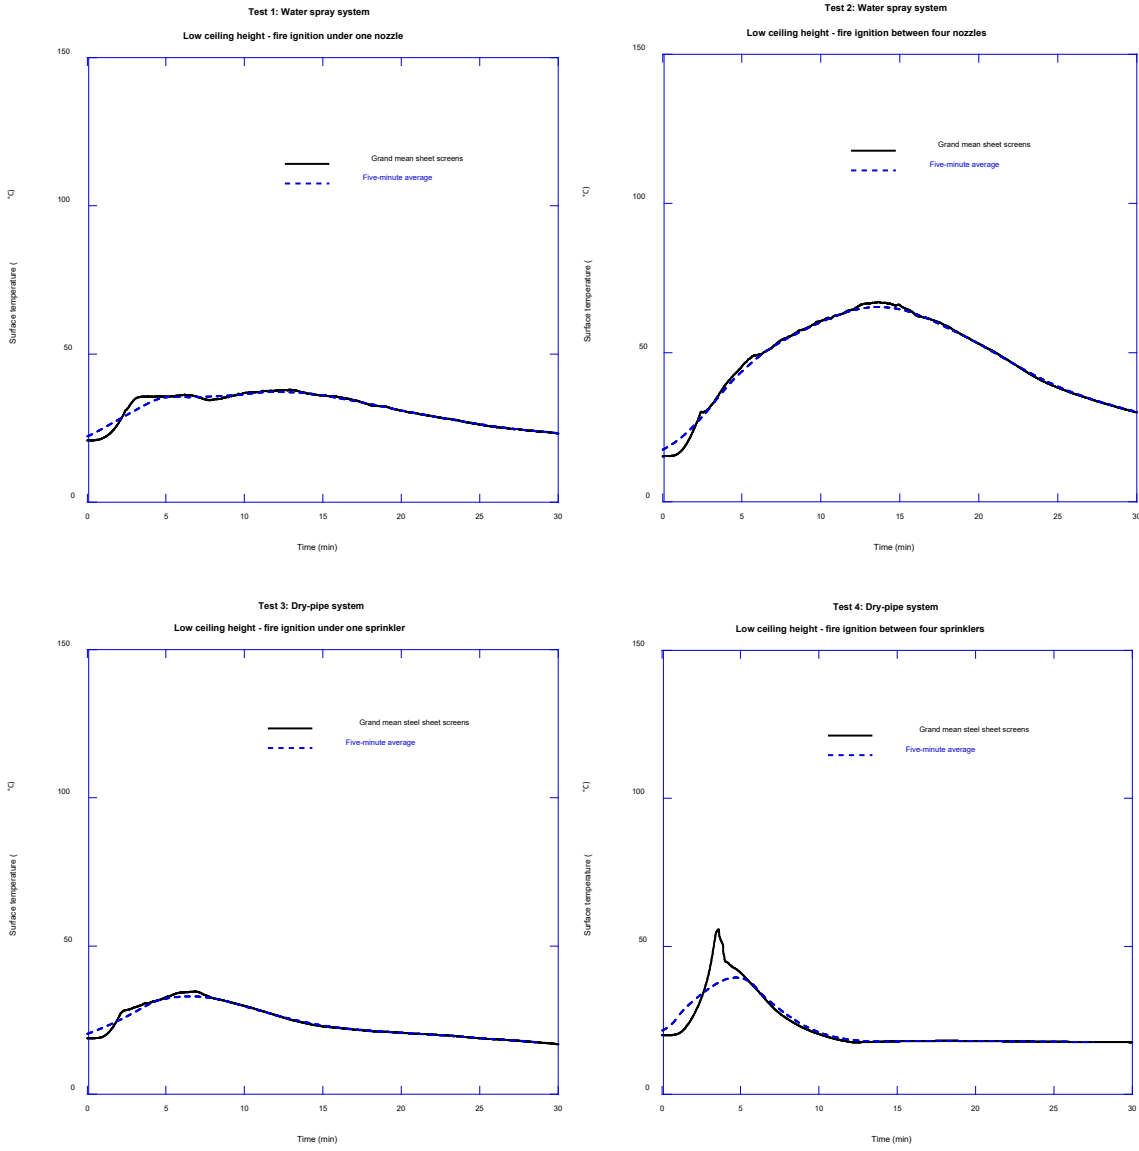 Test 1: Water spray system
Low ceiling height - fire ignition under one nozzle
150
100
50
0
Surface temperature (
°C)
Grand mean sheet screens
Five-minute average
0 5 10 15 20 25 30
Time (min)
Test 2: Water spray system
Low ceiling height - fire ignition between four nozzles
150
100
50
0
Surface temperature (
°C)
Grand mean sheet screens
Five-minute average
0 5 10 15 20 25 30
Time (min)
Test 3: Dry-pipe system
Low ceiling height - fire ignition under one sprinkler
150
100
50
0
Surface temperature (
°C)
Grand mean steel sheet screens
Five-minute average
0 5 10 15 20 25 30
Time (min)
Test 4: Dry-pipe system
Low ceiling height - fire ignition between four sprinklers
150
100
50
0
Surface temperature (
°C)
Grand mean steel sheet screens
Five-minute average
0 5 10 15 20 25 30
Time (min)